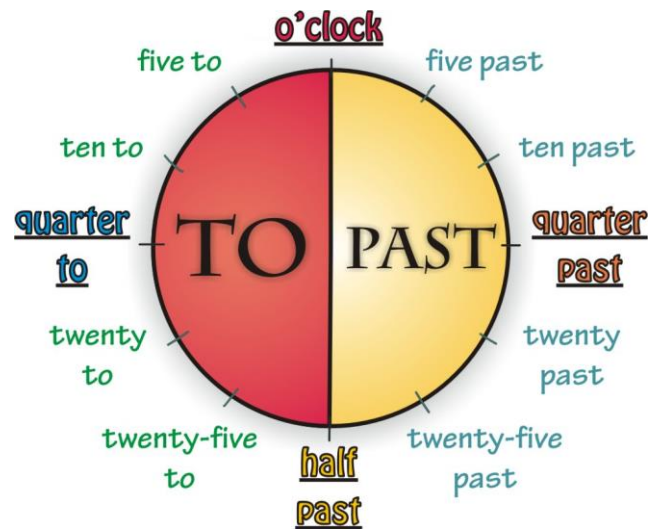 o'clock
five to
five past
ten to
ten past
quarter
to
TO
PAST
quarter
past
twenty
to
twenty
past
twenty-five
to
half
past
twenty-five
past